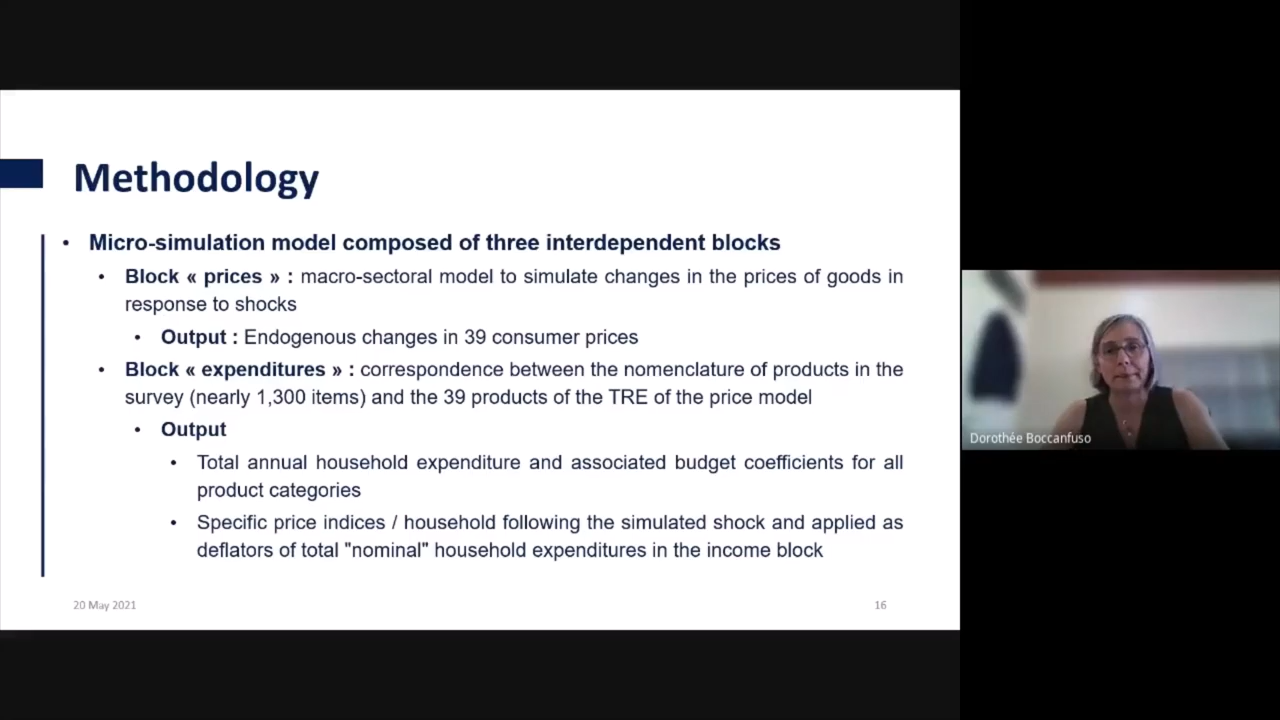 Methodology
• Micro-simulation model composed of three interdependent blocks
• Block « prices » : macro-sectoral model to simulate changes in the prices of goods in
response to shocks
• Output : Endogenous changes in 39 consumer prices
• Block « expenditures » : correspondence between the nomenclature of products in the
survey (nearly 1,300 items) and the 39 products of the TRE of the price model
• Output
• Total annual household expenditure and associated budget coefficients for all
product categories
• Specific price indices / household following the simulated shock and applied as
deflators of total "nominal" household expenditures in the income block
20 May 2021
16
Dorothée Boccanfuso